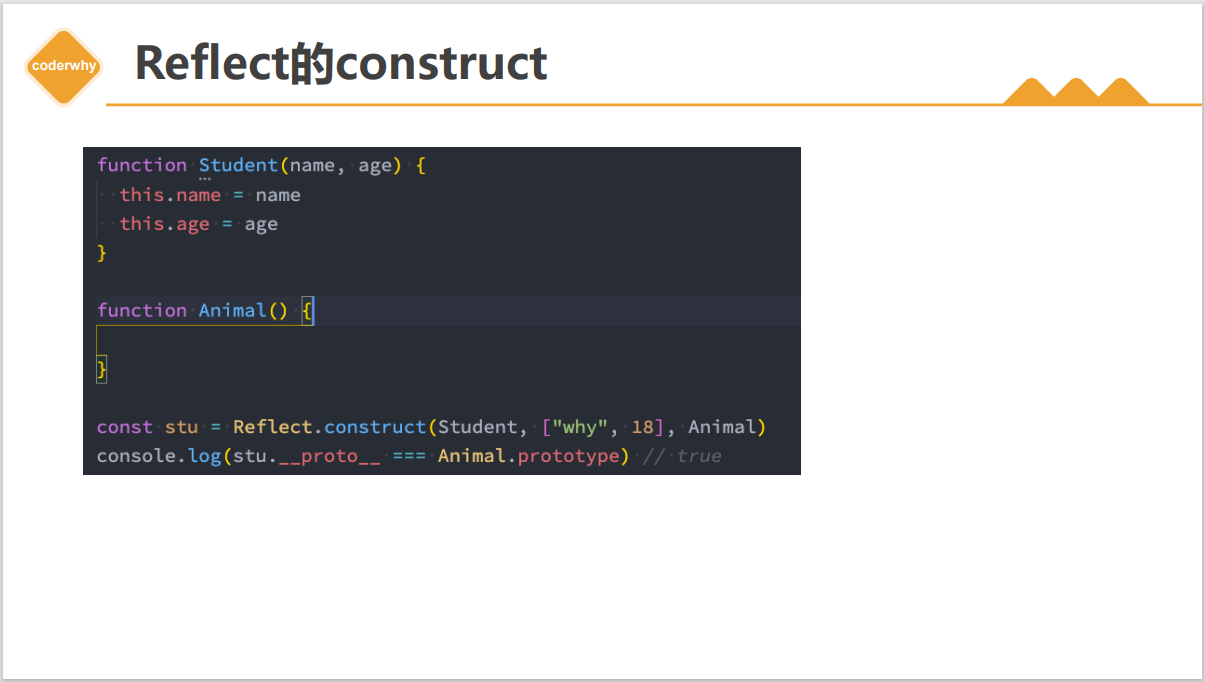 coderwhy
Reflect的construct
function Student(name, age) {
  this.name = name
  this.age = age
}
function Animal() {
}
const stu = Reflect.construct(Student, ["why", 18], Animal)
console.log(stu.__proto__ === Animal.prototype) // true